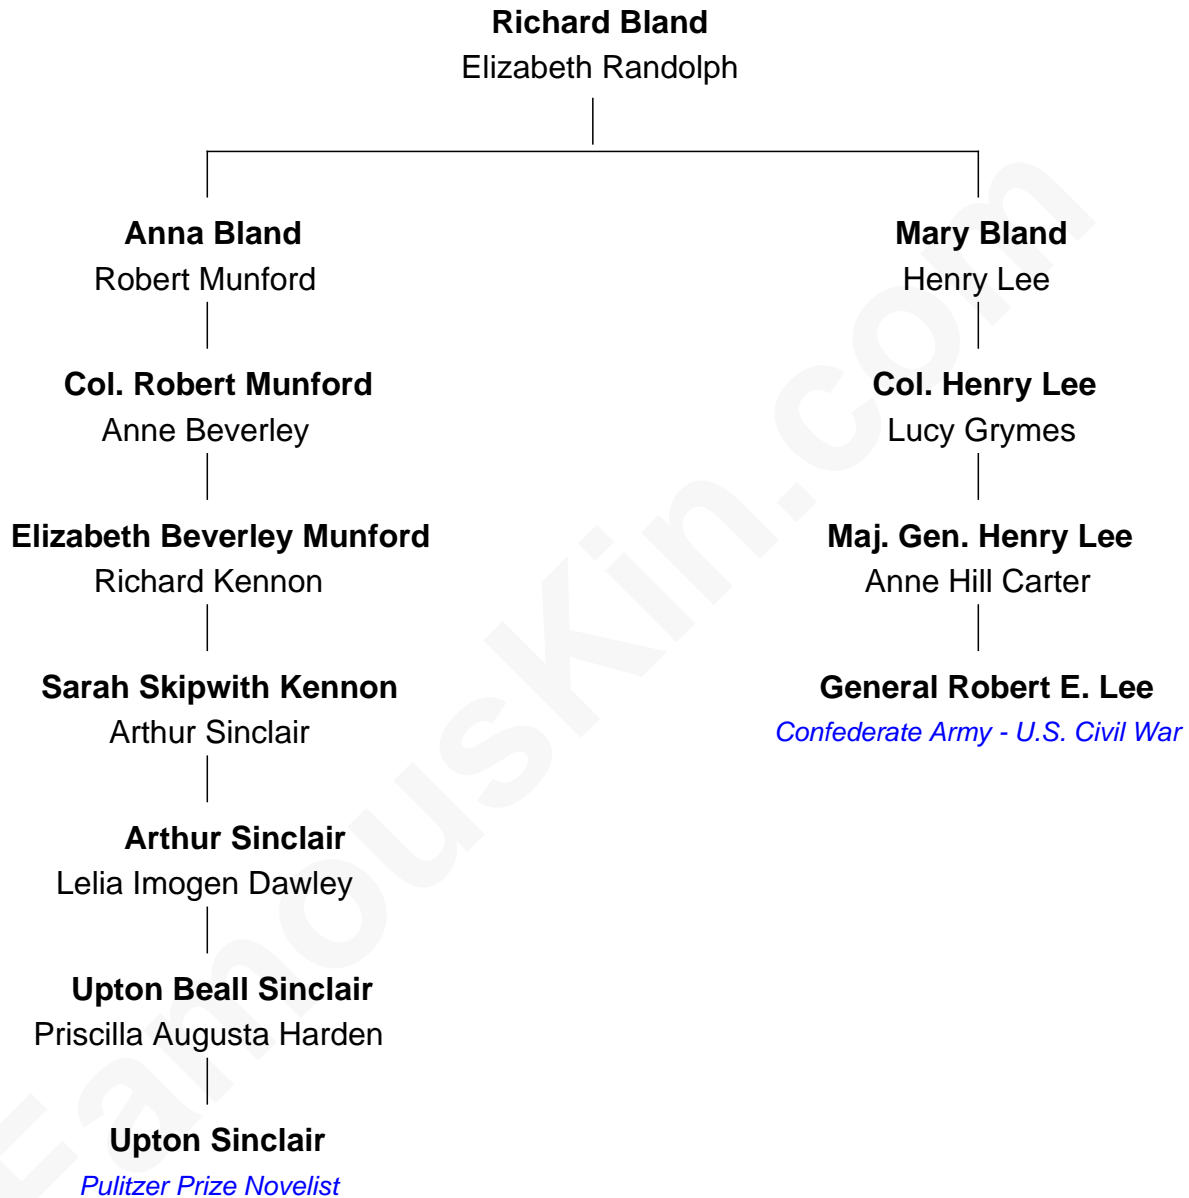 Richard Bland
Elizabeth Randolph
Anna Bland
Robert Munford
Mary Bland
Henry Lee
Col. Robert Munford
Anne Beverley
Col. Henry Lee
Lucy Grymes
Elizabeth Beverley Munford
Richard Kennon
Maj. Gen. Henry Lee
Anne Hill Carter
Sarah Skipwith Kennon
Arthur Sinclair
General Robert E. Lee
Confederate Army - U.S. Civil War
Arthur Sinclair
Lelia Imogen Dawley
Upton Beall Sinclair
Priscilla Augusta Harden
Upton Sinclair
Pulitzer Prize Novelist
FamousKin.com